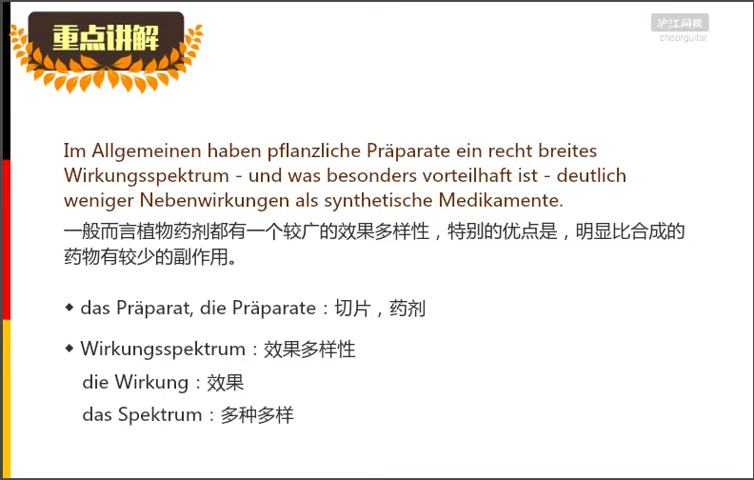 重点讲解
沪江网校
cheerguitar
Im Allgemeinen haben pflanzliche Präparate ein recht breites
Wirkungsspektrum - und was besonders vorteilhaft ist - deutlich
weniger Nebenwirkungen als synthetische Medikamente.
一般而言植物药剂都有一个较广的效果多样性，特别的优点是，明显比合成的
药物有较少的副作用。
◆ das Präparat, die Präparate：切片，药剂
◆ Wirkungsspektrum：效果多样性
die Wirkung：效果
das Spektrum：多种多样